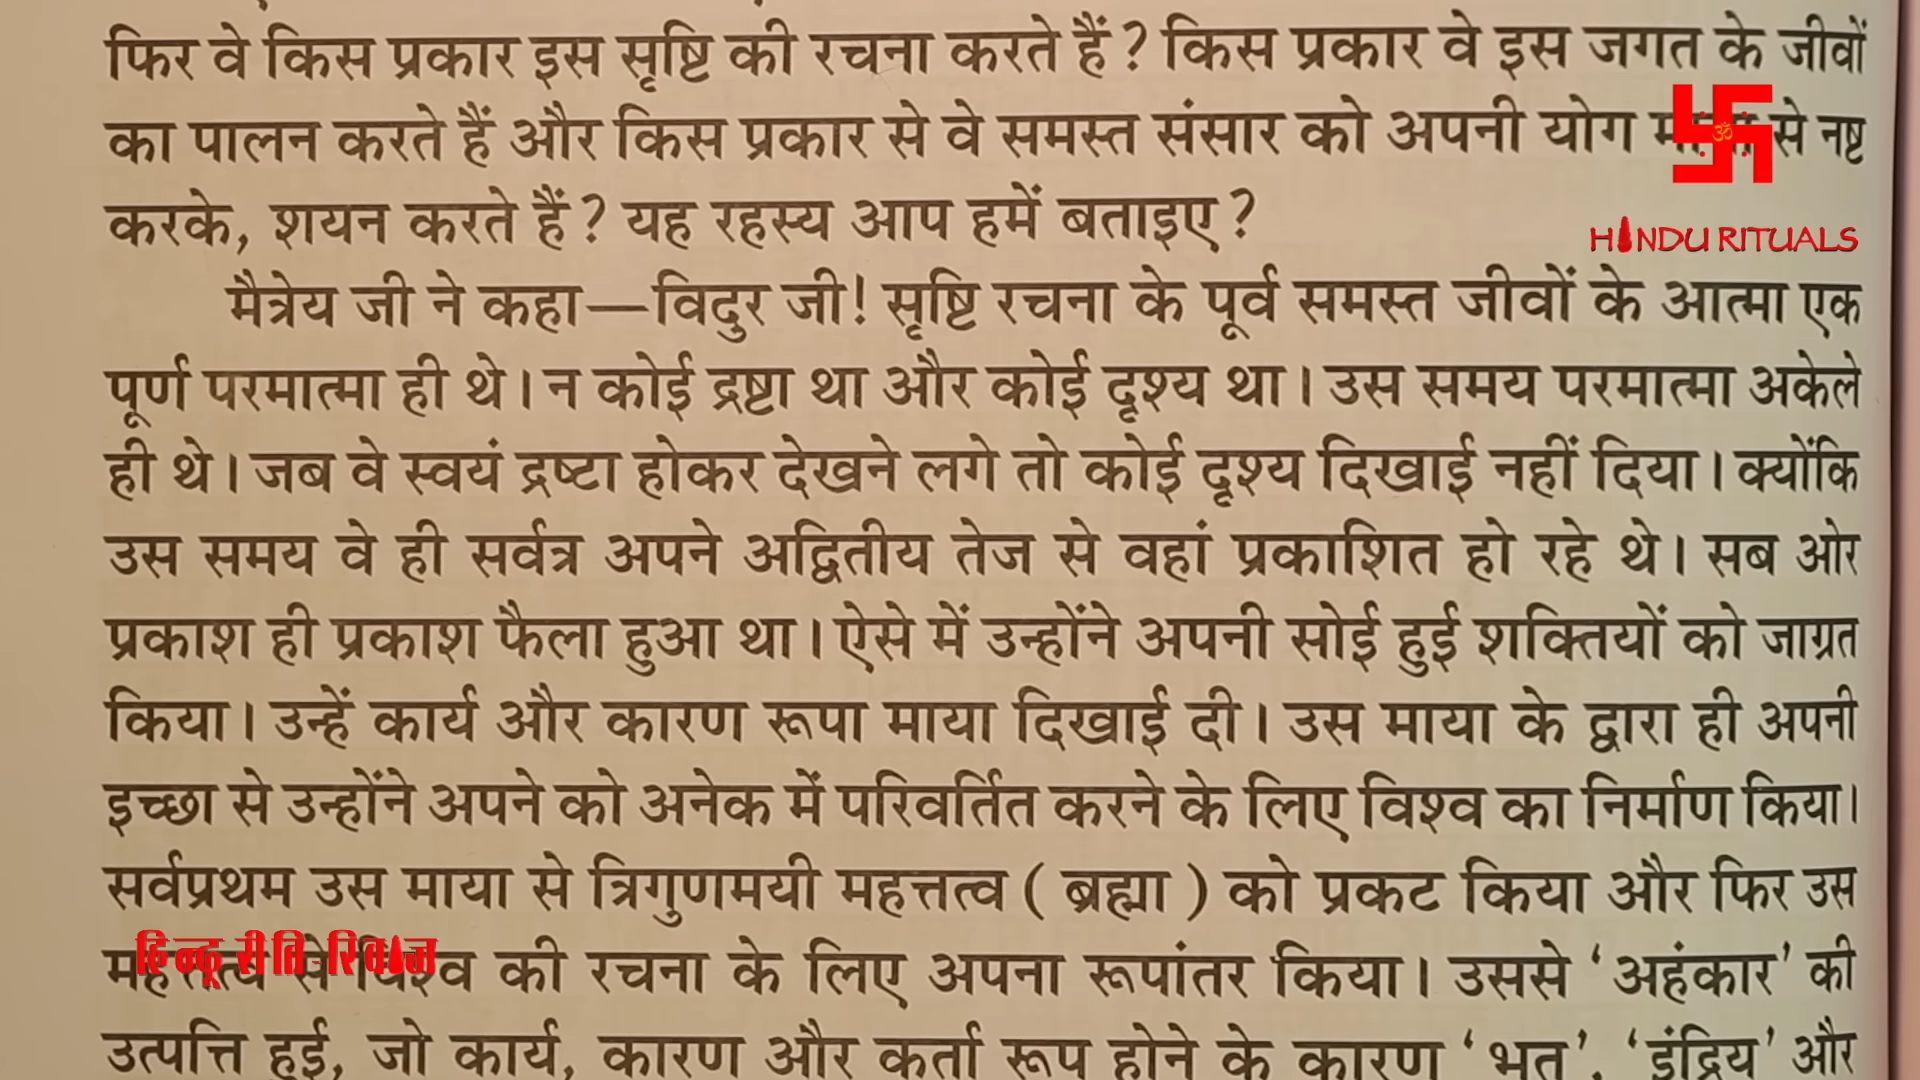 फिर वे किस प्रकार इस सृष्टि की रचना करते हैं? किस प्रकार वे इस जगत के जीवों
का पालन करते हैं और किस प्रकार से वे समस्त संसार को अपनी योग से नष्ट
करके, शयन करते हैं? यह रहस्य आप हमें बताइए?
HINDU RITUALS
मैत्रेय जी ने कहा—विदुर जी! सृष्टि रचना के पूर्व समस्त जीवों के आत्मा एक
पूर्ण परमात्मा ही थे। न कोई द्रष्टा था और कोई दृश्य था। उस समय परमात्मा अकेले
ही थे। जब वे स्वयं द्रष्टा होकर देखने लगे तो कोई दृश्य दिखाई नहीं दिया। क्योंकि
उस समय वे ही सर्वत्र अपने अद्वितीय तेज से वहां प्रकाशित हो रहे थे। सब ओर
प्रकाश ही प्रकाश फैला हुआ था। ऐसे में उन्होंने अपनी सोई हुई शक्तियों को जाग्रत
किया। उन्हें कार्य और कारण रूपा माया दिखाई दी। उस माया के द्वारा ही अपनी
इच्छा से उन्होंने अपने को अनेक में परिवर्तित करने के लिए विश्व का निर्माण किया।
सर्वप्रथम उस माया से त्रिगुणमयी महत्तत्व ( ब्रह्मा ) को प्रकट किया और फिर उस
हिन्दू रीति-रिवाज
महत्तत्व से विश्व की रचना के लिए अपना रूपांतर किया। उससे 'अहंकार' की
उत्पत्ति हुई, जो कार्य, कारण और कर्ता रूप होने के कारण 'भूत', 'इंद्रिय' और